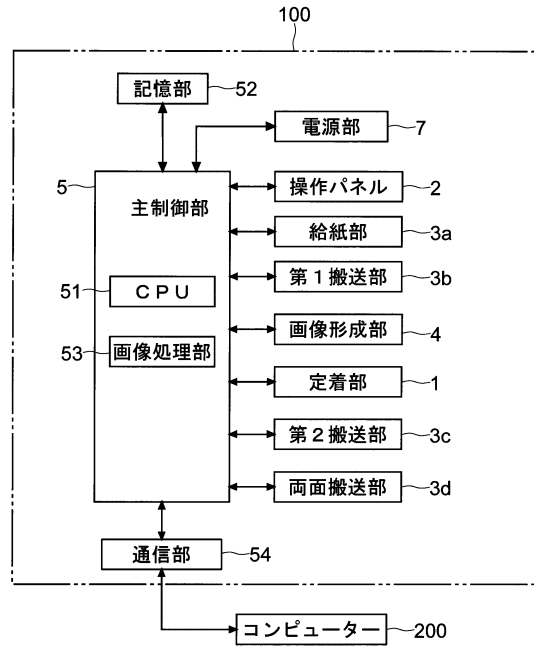 100
記憶部 52
電源部 7
5 主制御部
操作パネル 2
給紙部 3a
51 CPU
第1搬送部 3b
53 画像処理部
画像形成部 4
定着部 1
第2搬送部 3c
両面搬送部 3d
通信部 54
コンピューター 200